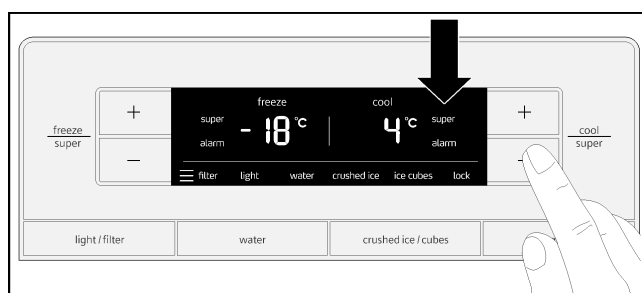 freeze cool
super super
- 18 °C 4 °C
alarm alarm
filter light water crushed ice ice cubes lock
freeze
super
+
−
+
−
cool
super
light / filter water crushed ice / cubes